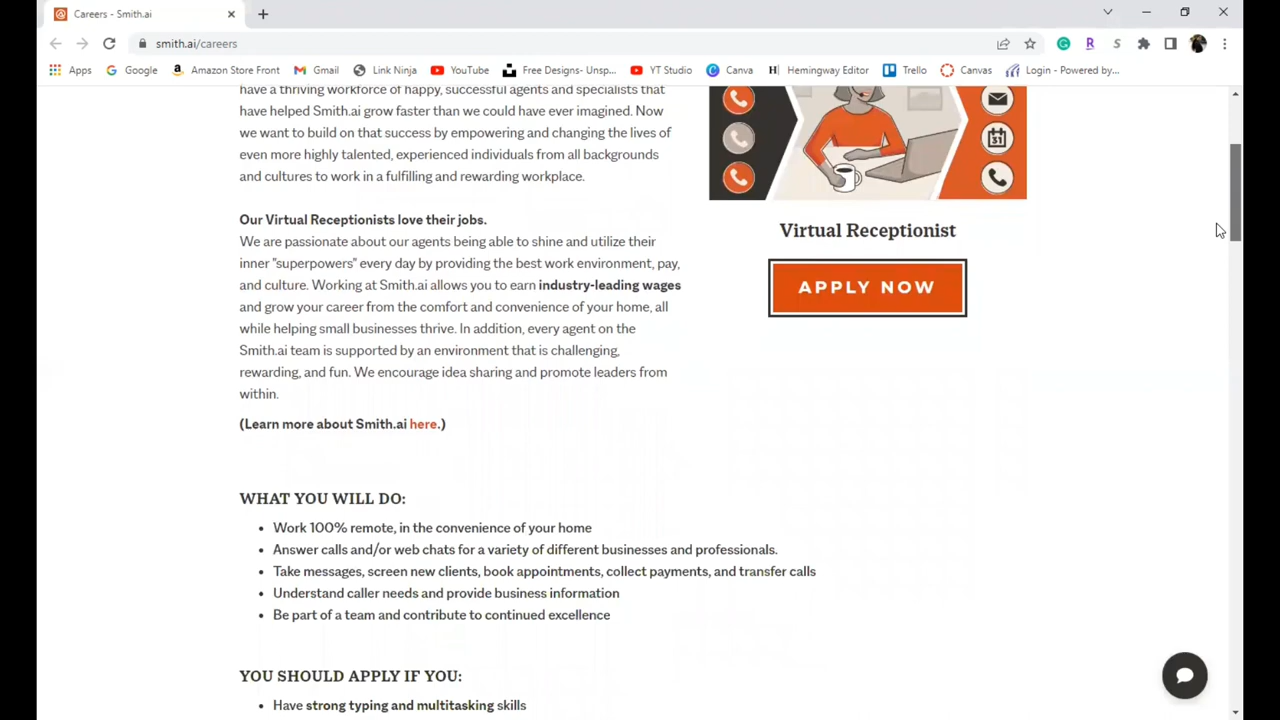 Careers - Smith.ai
smith.ai/careers
Apps Google Amazon Store Front Gmail Link Ninja YouTube Free Designs- Unsp... YT Studio Canva Hemingway Editor Trello Canvas Login - Powered by...
have a thriving workforce of happy, successful agents and specialists that
have helped Smith.ai grow faster than we could have ever imagined. Now
we want to build on that success by empowering and changing the lives of
even more highly talented, experienced individuals from all backgrounds
and cultures to work in a fulfilling and rewarding workplace.
31
Virtual Receptionist
APPLY NOW
Our Virtual Receptionists love their jobs.
We are passionate about our agents being able to shine and utilize their
inner "superpowers" every day by providing the best work environment, pay,
and culture. Working at Smith.ai allows you to earn industry-leading wages
and grow your career from the comfort and convenience of your home, all
while helping small businesses thrive. In addition, every agent on the
Smith.ai team is supported by an environment that is challenging,
rewarding, and fun. We encourage idea sharing and promote leaders from
within.
(Learn more about Smith.ai here.)
WHAT YOU WILL DO:
• Work 100% remote, in the convenience of your home
• Answer calls and/or web chats for a variety of different businesses and professionals.
• Take messages, screen new clients, book appointments, collect payments, and transfer calls
• Understand caller needs and provide business information
• Be part of a team and contribute to continued excellence
YOU SHOULD APPLY IF YOU:
• Have strong typing and multitasking skills